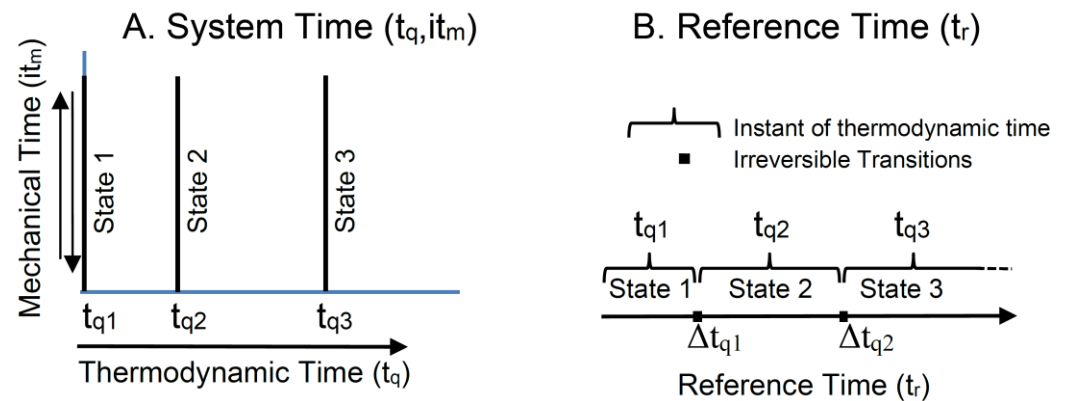 A. System Time (tq,itm)
Mechanical Time (itm)
State 1
State 2
State 3
tq1 tq2 tq3
Thermodynamic Time (tq)
B. Reference Time (tr)
Instant of thermodynamic time
Irreversible Transitions
tq1 tq2 tq3
State 1 State 2 State 3
Δtq1 Δtq2
Reference Time (tr)